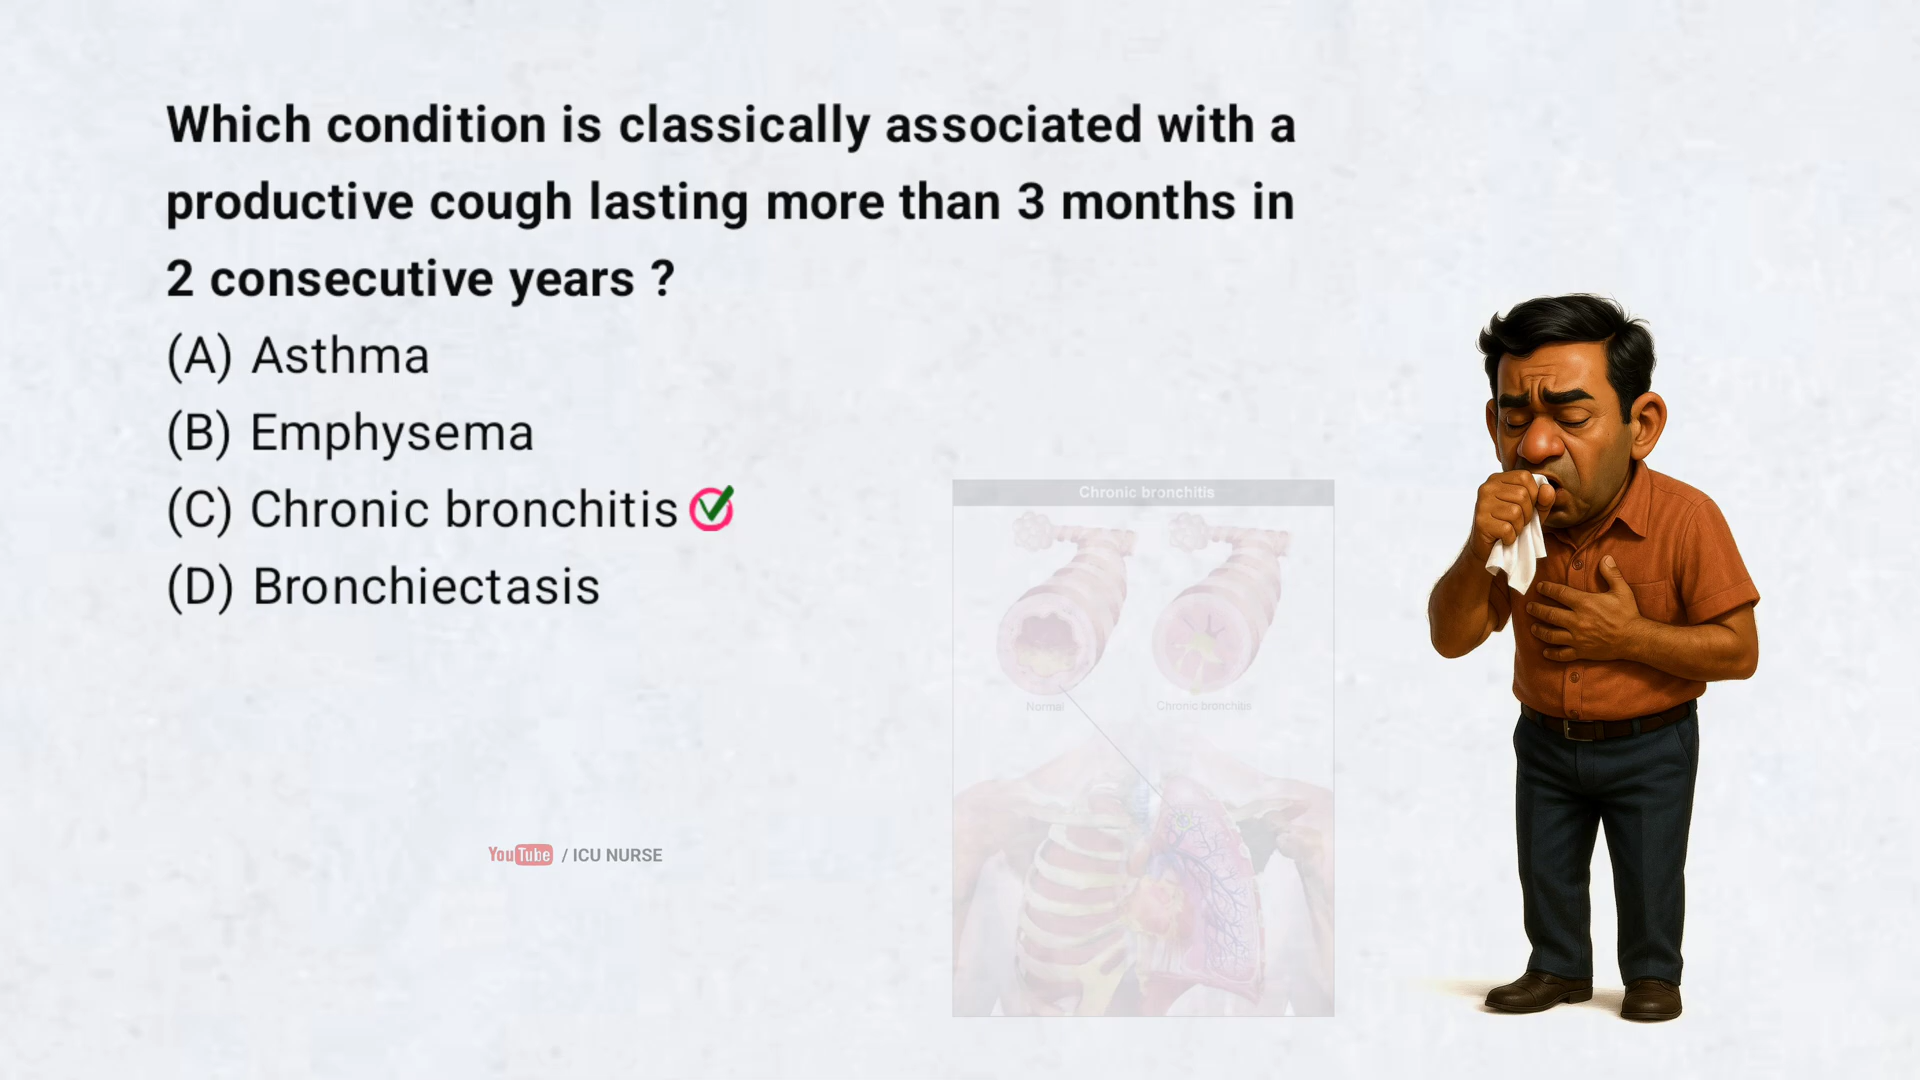 Which condition is classically associated with a
productive cough lasting more than 3 months in
2 consecutive years ?
(A) Asthma
(B) Emphysema
(C) Chronic bronchitis
(D) Bronchiectasis
Chronic bronchitis
Normal
Chronic bronchitis
YouTube / ICU NURSE